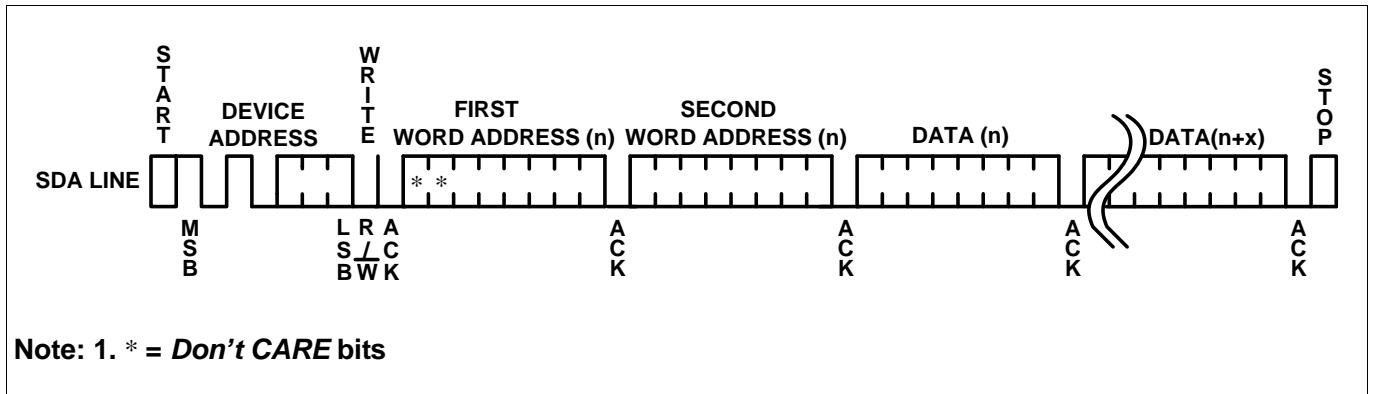 START
WRITE
STOP
DEVICE
ADDRESS
FIRST
WORD ADDRESS (n)
SECOND
WORD ADDRESS (n)
DATA (n)
DATA(n+x)
SDA LINE
* *
MSB
LSB
R/W
ACK
ACK
ACK
ACK
ACK
Note: 1. * = Don't CARE bits